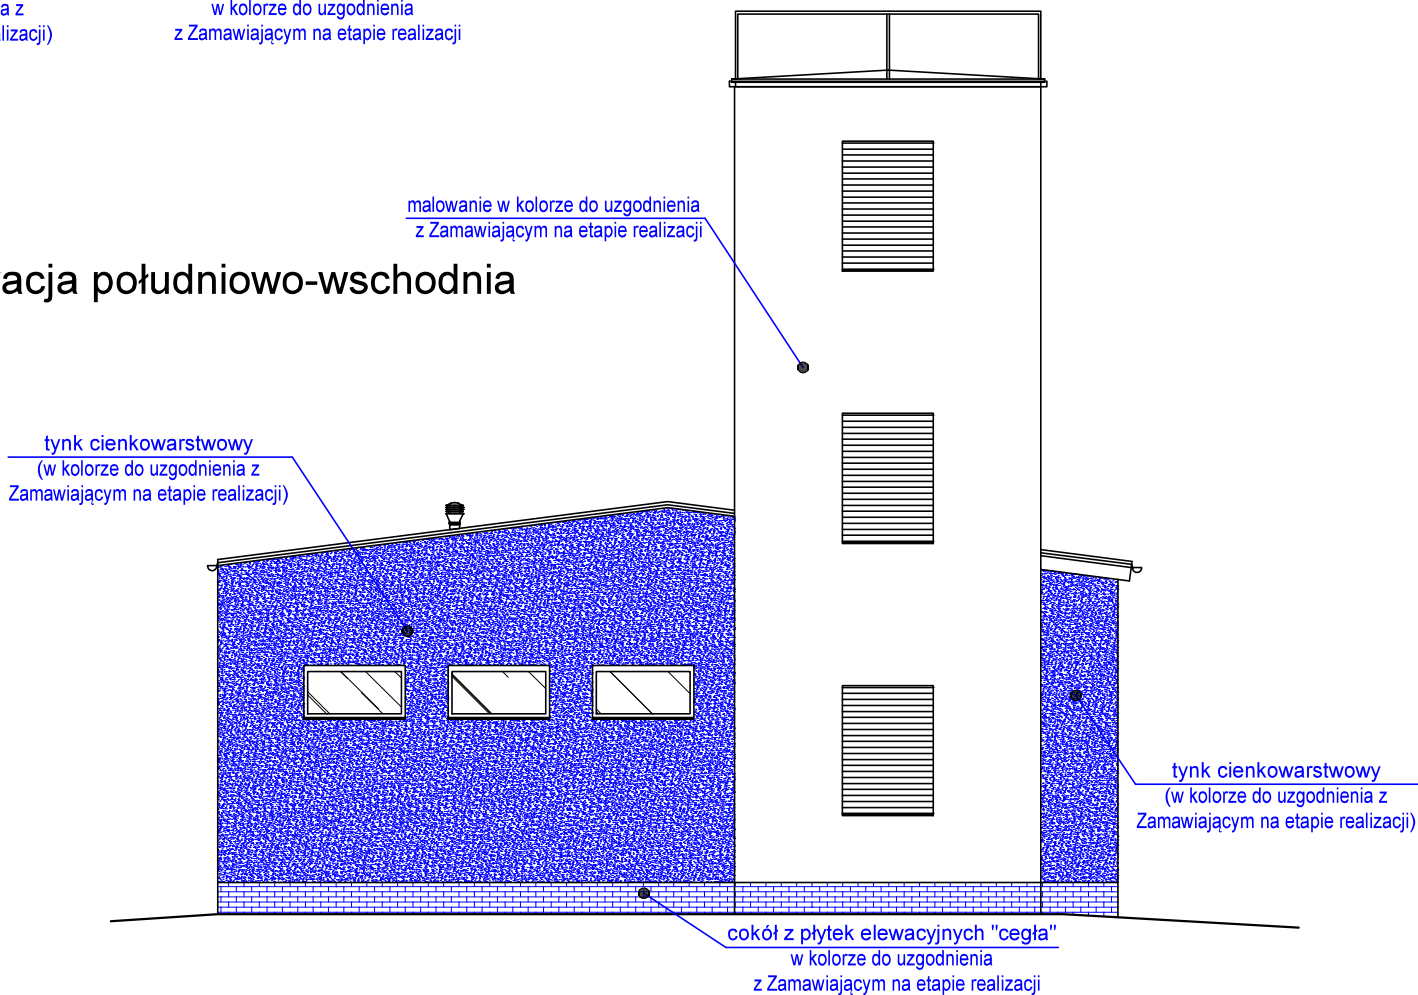 a z
lizacji)
w kolorze do uzgodnienia
z Zamawiającym na etapie realizacji
malowanie w kolorze do uzgodnienia
z Zamawiającym na etapie realizacji
acja południowo-wschodnia
tynk cienkowarstwowy
(w kolorze do uzgodnienia z
Zamawiającym na etapie realizacji)
tynk cienkowarstwowy
(w kolorze do uzgodnienia z
Zamawiającym na etapie realizacji)
cokół z płytek elewacyjnych "cegła"
w kolorze do uzgodnienia
z Zamawiającym na etapie realizacji